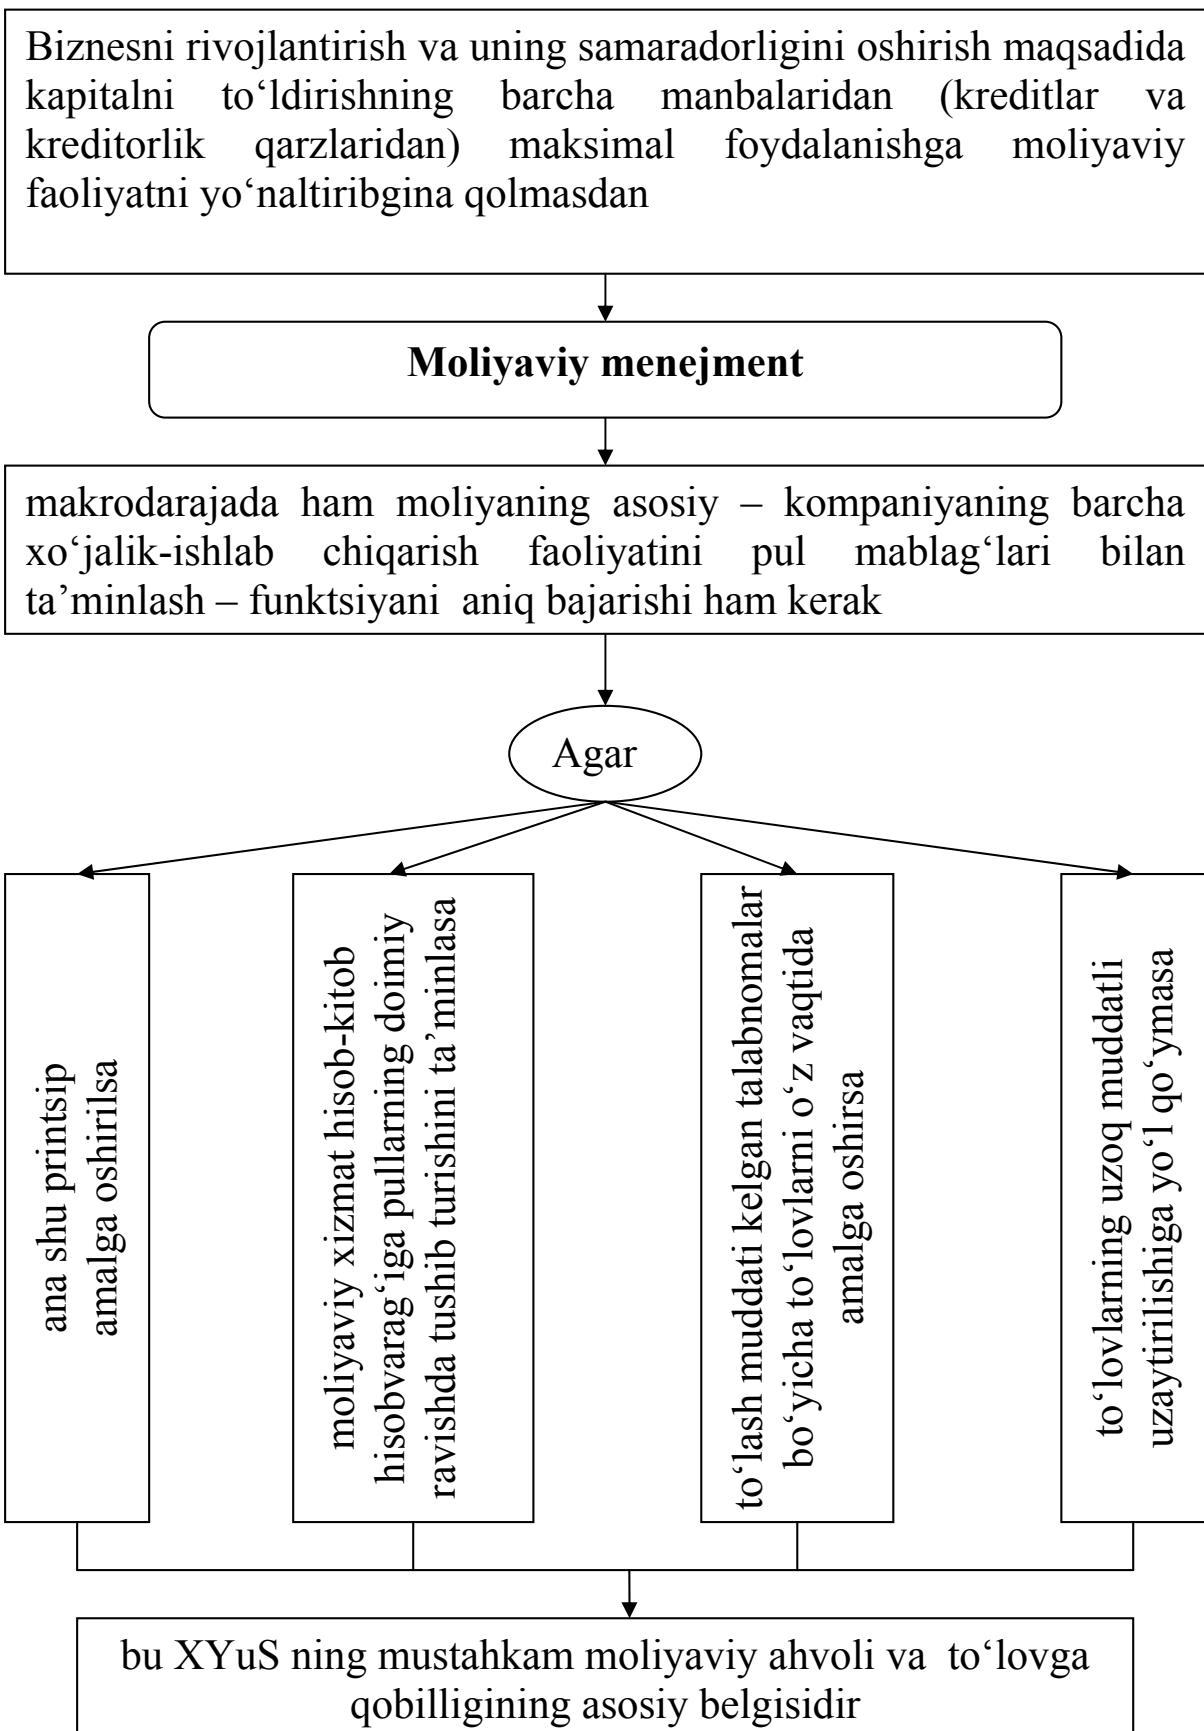 Biznesni rivojlantirish va uning samaradorligini oshirish maqsadida
kapitalni to‘ldirishning barcha manbalaridan (kreditlar va
kreditorlik qarzlaridan) maksimal foydalanishga moliyaviy
faoliyatni yo‘naltiribgina qolmasdan
Moliyaviy menejment
makrodarajada ham moliyaning asosiy – kompaniyaning barcha
xo‘jalik-ishlab chiqarish faoliyatini pul mablag‘lari bilan
ta’minlash – funktsiyani aniq bajarishi ham kerak
Agar
ana shu printsip
amalga oshirilsa
moliyaviy xizmat hisob-kitob
hisobvarag‘iga pullarning doimiy
ravishda tushib turishini ta’minlasa
to‘lash muddati kelgan talabnomalar
bo‘yicha to‘lovlarni o‘z vaqtida
amalga oshirsa
to‘lovlarning uzoq muddatli
uzaytirilishiga yo‘l qo‘ymasa
bu XYuS ning mustahkam moliyaviy ahvoli va to‘lovga
qobilligining asosiy belgisidir